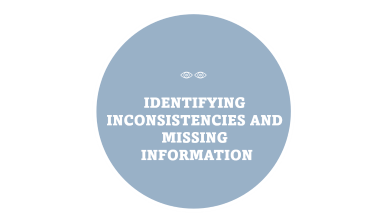 IDENTIFYING
INCONSISTENCIES AND
MISSING
INFORMATION